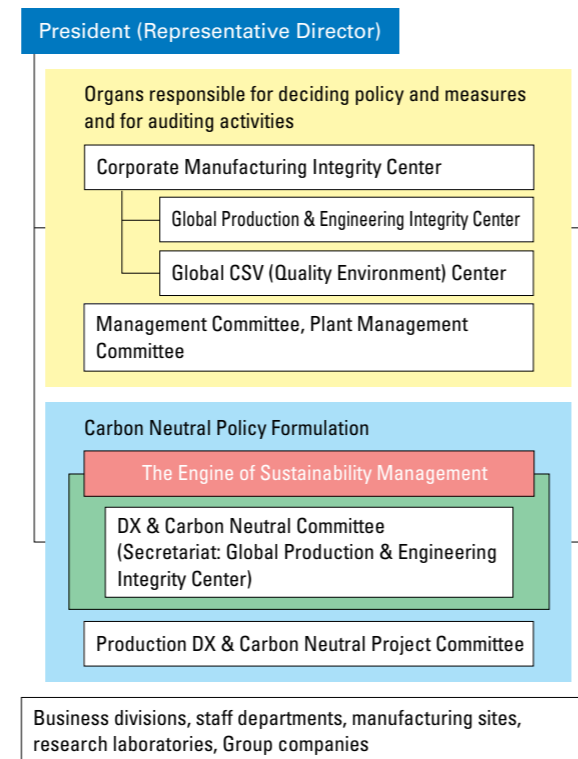 President (Representative Director)
Organs responsible for deciding policy and measures
and for auditing activities
Corporate Manufacturing Integrity Center
Global Production & Engineering Integrity Center
Global CSV (Quality Environment) Center
Management Committee, Plant Management
Committee
Carbon Neutral Policy Formulation
The Engine of Sustainability Management
DX & Carbon Neutral Committee
(Secretariat: Global Production & Engineering
Integrity Center)
Production DX & Carbon Neutral Project Committee
Business divisions, staff departments, manufacturing sites,
research laboratories, Group companies